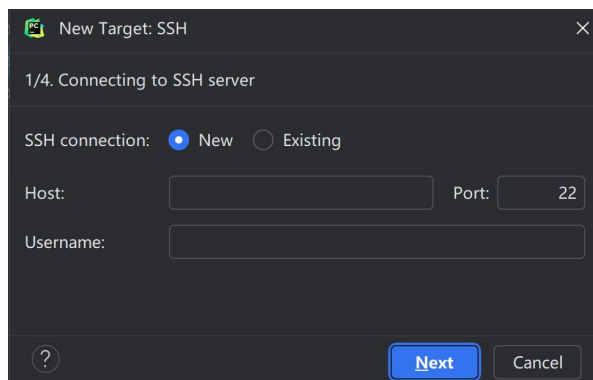 PC New Target: SSH
1/4. Connecting to SSH server
SSH connection: New Existing
Host: Port: 22
Username:
? Next Cancel